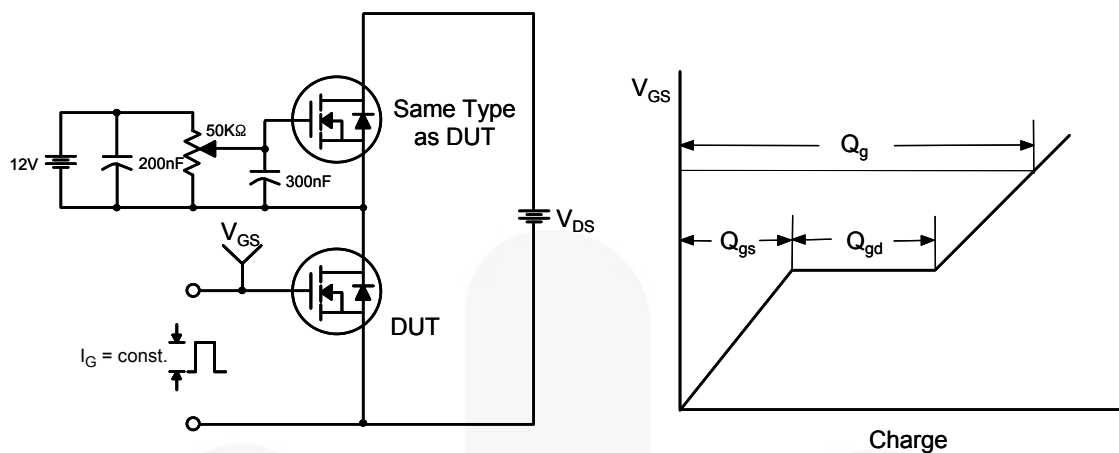 Same Type
as DUT
50KΩ
12V
200nF
300nF
V_GS
V_DS
DUT
I_G = const.
V_GS
Q_g
Q_gs
Q_gd
Charge